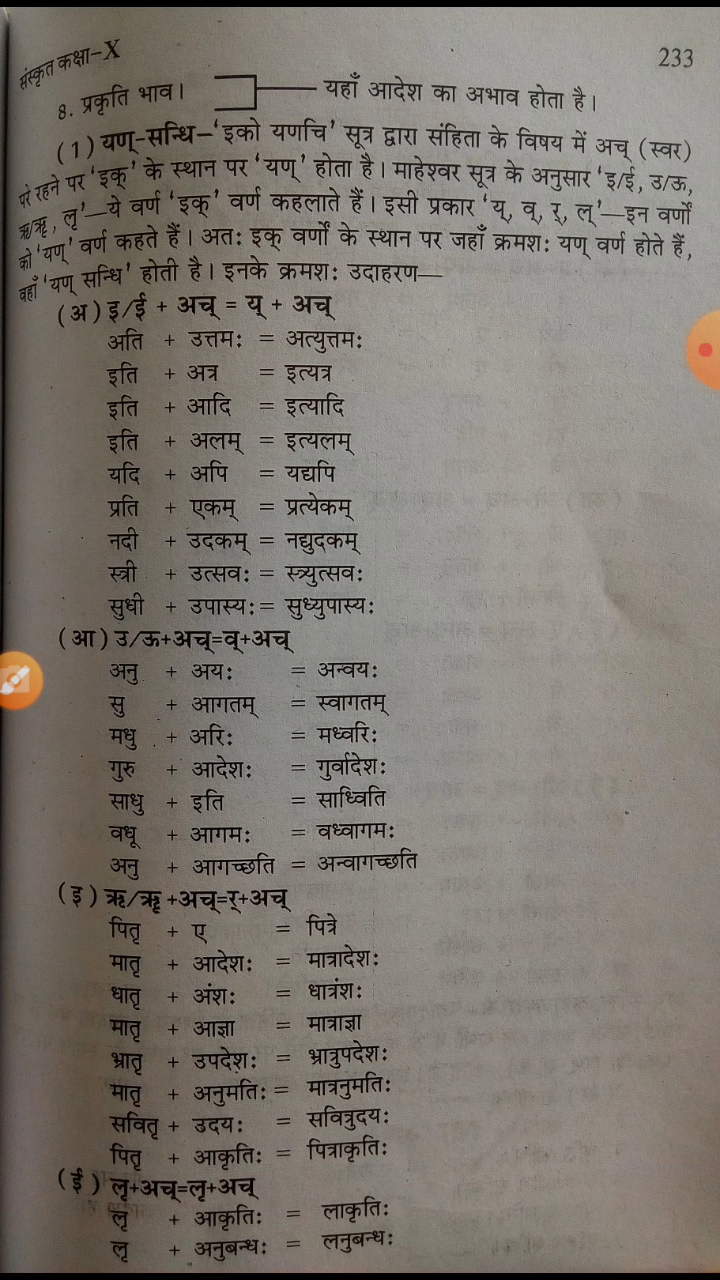 संस्कृत कक्षा-X
233
8. प्रकृति भाव। यहाँ आदेश का अभाव होता है।
(1) यण्-सन्धि–'इको यणचि' सूत्र द्वारा संहिता के विषय में अच् (स्वर)
परे रहने पर 'इक्' के स्थान पर 'यण्' होता है। माहेश्वर सूत्र के अनुसार 'इ/ई, उ/ऊ,
ऋ/ॠ, लृ'—ये वर्ण 'इक्' वर्ण कहलाते हैं। इसी प्रकार 'य्, व्, र्, ल्'—इन वर्णों
को 'यण्' वर्ण कहते हैं। अतः इक् वर्णों के स्थान पर जहाँ क्रमशः यण् वर्ण होते हैं,
वहाँ 'यण् सन्धि' होती है। इनके क्रमशः उदाहरण—
(अ) इ/ई + अच् = य् + अच्
अति + उत्तमः = अत्युत्तमः
इति + अत्र = इत्यत्र
इति + आदि = इत्यादि
इति + अलम् = इत्यलम्
यदि + अपि = यद्यपि
प्रति + एकम् = प्रत्येकम्
नदी + उदकम् = नद्युदकम्
स्त्री + उत्सवः = स्त्र्युत्सवः
सुधी + उपास्यः = सुध्युपास्यः
(आ) उ/ऊ+अच्=व्+अच्
अनु + अयः = अन्वयः
सु + आगतम् = स्वागतम्
मधु + अरिः = मध्वरिः
गुरु + आदेशः = गुर्वादेशः
साधु + इति = साध्विति
वधू + आगमः = वध्वागमः
अनु + आगच्छति = अन्वागच्छति
(इ) ऋ/ॠ +अच्=र्+अच्
पितृ + ए = पित्रे
मातृ + आदेशः = मात्रादेशः
धातृ + अंशः = धात्रंशः
मातृ + आज्ञा = मात्राज्ञा
भ्रातृ + उपदेशः = भ्रात्रुपदेशः
मातृ + अनुमतिः = मात्रनुमतिः
सवितृ + उदयः = सवित्रुदयः
पितृ + आकृतिः = पित्राकृतिः
(ई) लृ+अच्=लृ+अच्
लृ + आकृतिः = लाकृतिः
लृ + अनुबन्धः = लनुबन्धः